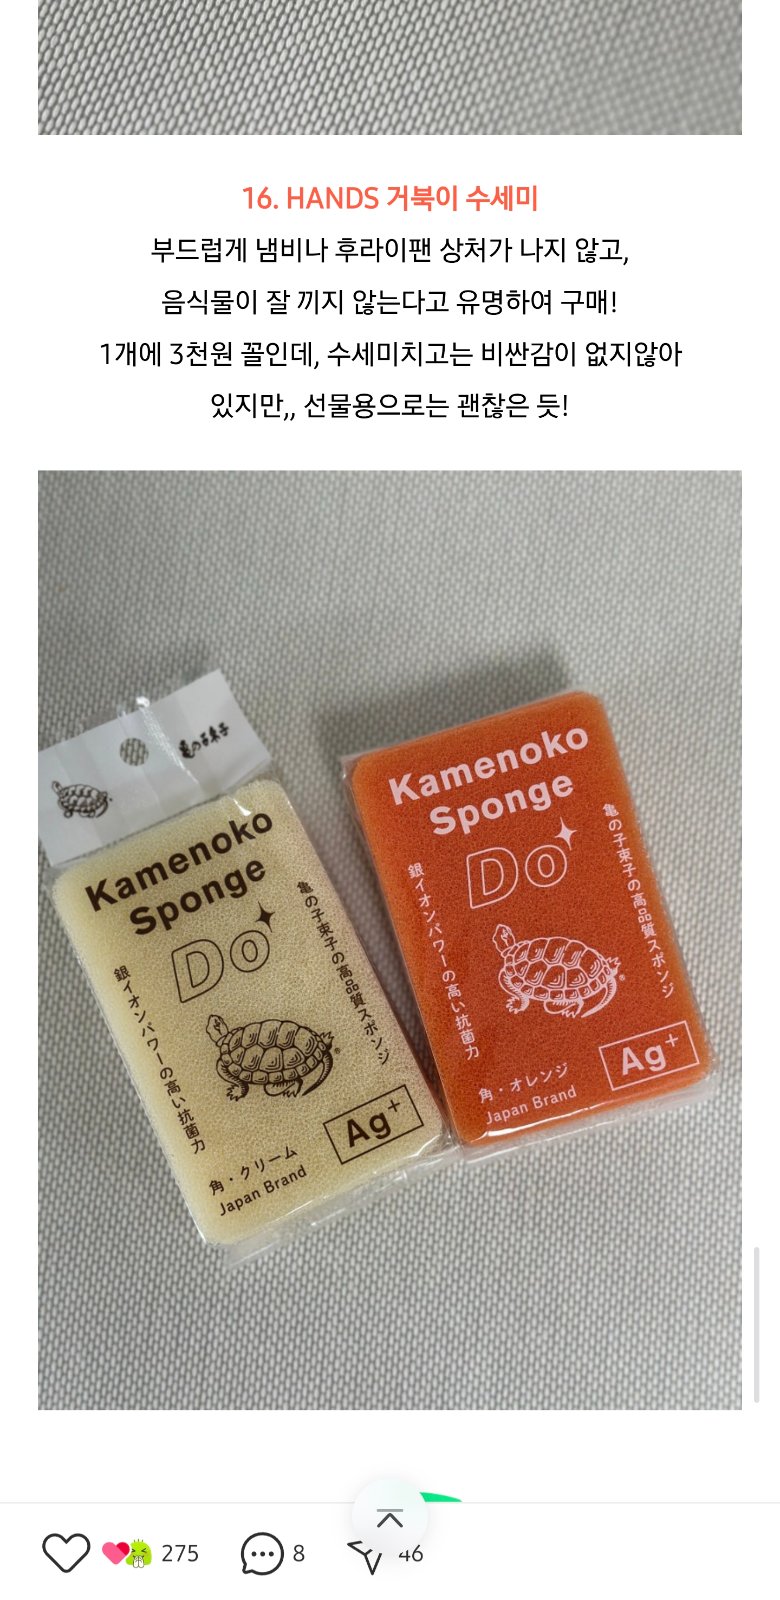 16. HANDS 거북이 수세미
부드럽게 냄비나 후라이팬 상처가 나지 않고,
음식물이 잘 끼지 않는다고 유명하여 구매!
1개에 3천원 꼴인데, 수세미치고는 비싼감이 없지않아
있지만,, 선물용으로는 괜찮은 듯!
亀の子束子
Kamenoko
Sponge
Do
亀の子束子の高品質スポンジ
銀イオンパワーの高い抗菌力
®
Ag+
角・クリーム
Japan Brand
Kamenoko
Sponge
Do
亀の子束子の高品質スポンジ
銀イオンパワーの高い抗菌力
®
Ag+
角・オレンジ
Japan Brand
275
8
46